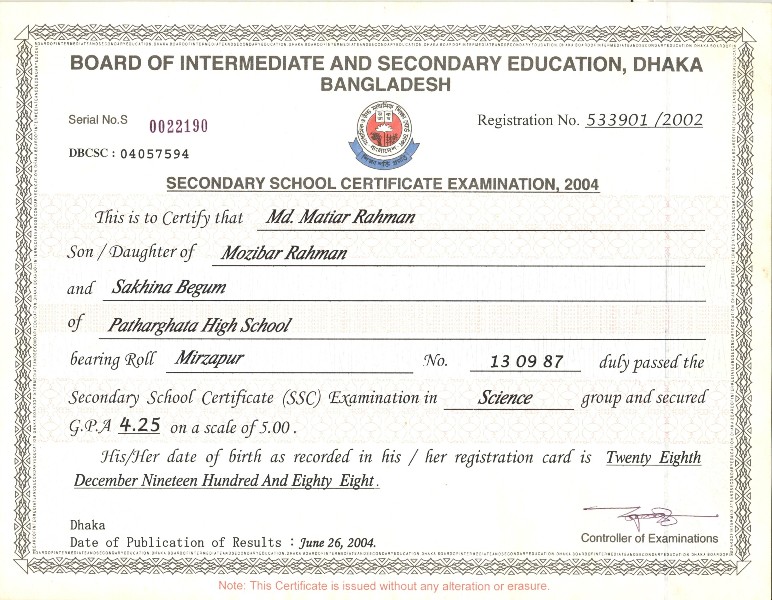 BOARD OF INTERMEDIATE AND SECONDARY EDUCATION, DHAKA
BANGLADESH
Serial No.S 0022190
Registration No. 533901 /2002
DBCSC : 04057594
SECONDARY SCHOOL CERTIFICATE EXAMINATION, 2004
This is to Certify that Md. Matiar Rahman
Son / Daughter of Mozibar Rahman
and Sakhina Begum
of Patharghata High School
bearing Roll Mirzapur No. 13 09 87 duly passed the
Secondary School Certificate (SSC) Examination in Science group and secured
G.P.A 4.25 on a scale of 5.00 .
His/Her date of birth as recorded in his / her registration card is Twenty Eighth
December Nineteen Hundred And Eighty Eight .
Dhaka
Date of Publication of Results : June 26, 2004.
Controller of Examinations
Note: This Certificate is issued without any alteration or erasure.